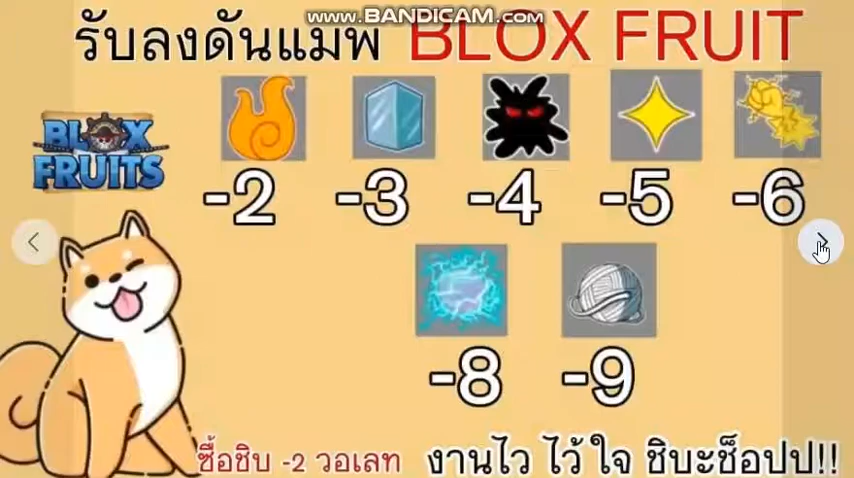 WWW.BANDICAM.COM
รับลงดันแมพ BLOX FRUIT
BLOX
FRUITS
-2 -3 -4 -5 -6
-8 -9
ซื้อชิบ -2 วอเลท งานไว ไว้ใจ ชิบะช็อปป!!